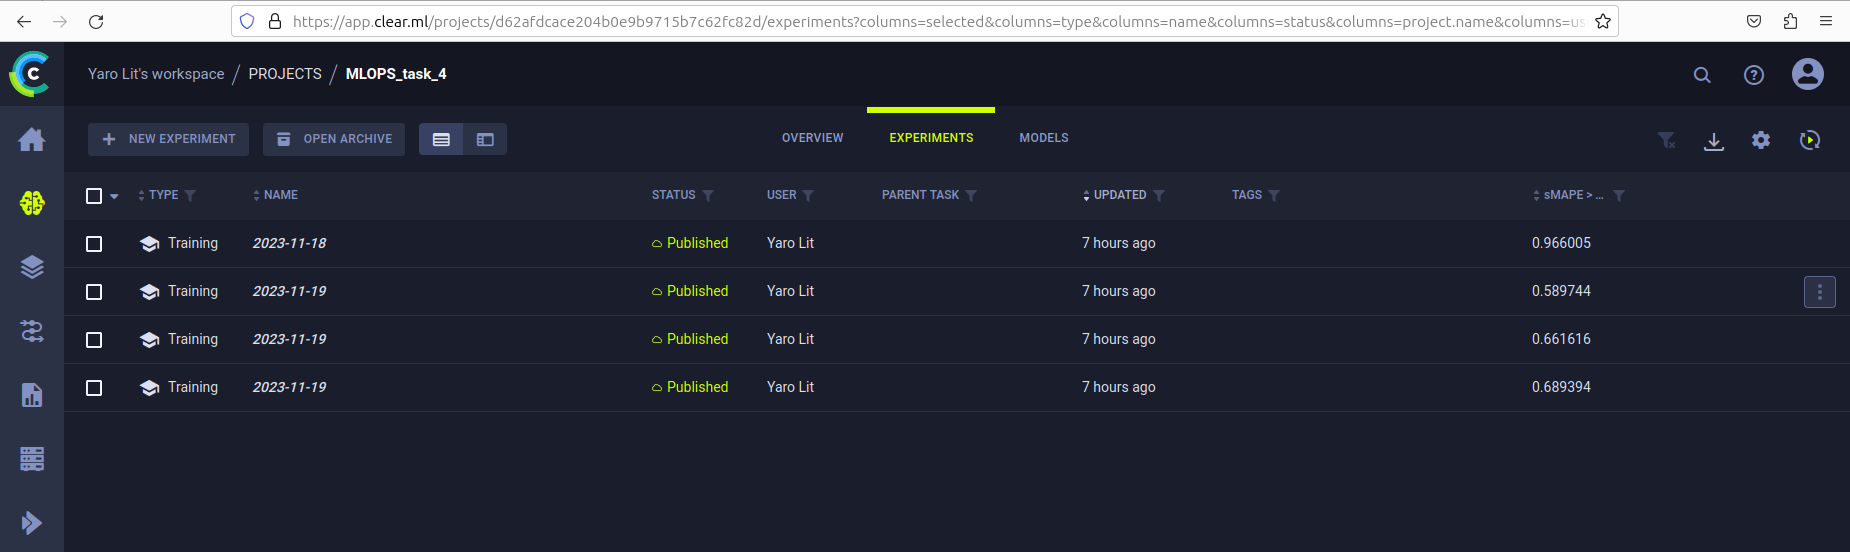 https://app.clear.ml/projects/d62afdcace204b0e9b9715b7c62fc82d/experiments?columns=selected&columns=type&columns=name&columns=status&columns=project.name&columns=us
Yaro Lit's workspace / PROJECTS / MLOPS_task_4
NEW EXPERIMENT OPEN ARCHIVE OVERVIEW EXPERIMENTS MODELS
TYPE NAME STATUS USER PARENT TASK UPDATED TAGS sMAPE > ...
Training 2023-11-18 Published Yaro Lit 7 hours ago 0.966005
Training 2023-11-19 Published Yaro Lit 7 hours ago 0.589744
Training 2023-11-19 Published Yaro Lit 7 hours ago 0.661616
Training 2023-11-19 Published Yaro Lit 7 hours ago 0.689394